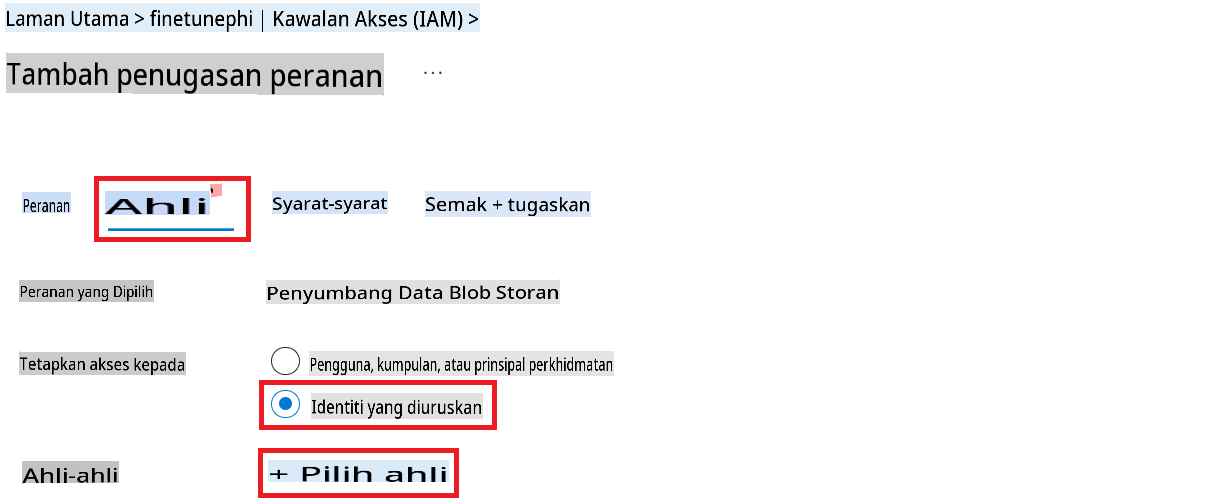 Laman Utama > finetunephi | Kawalan Akses (IAM) >
Tambah penugasan peranan ...
Peranan Ahli Syarat-syarat Semak + tugaskan
Peranan yang Dipilih Penyumbang Data Blob Storan
Tetapkan akses kepada Pengguna, kumpulan, atau prinsipal perkhidmatan
Identiti yang diuruskan
Ahli-ahli + Pilih ahli